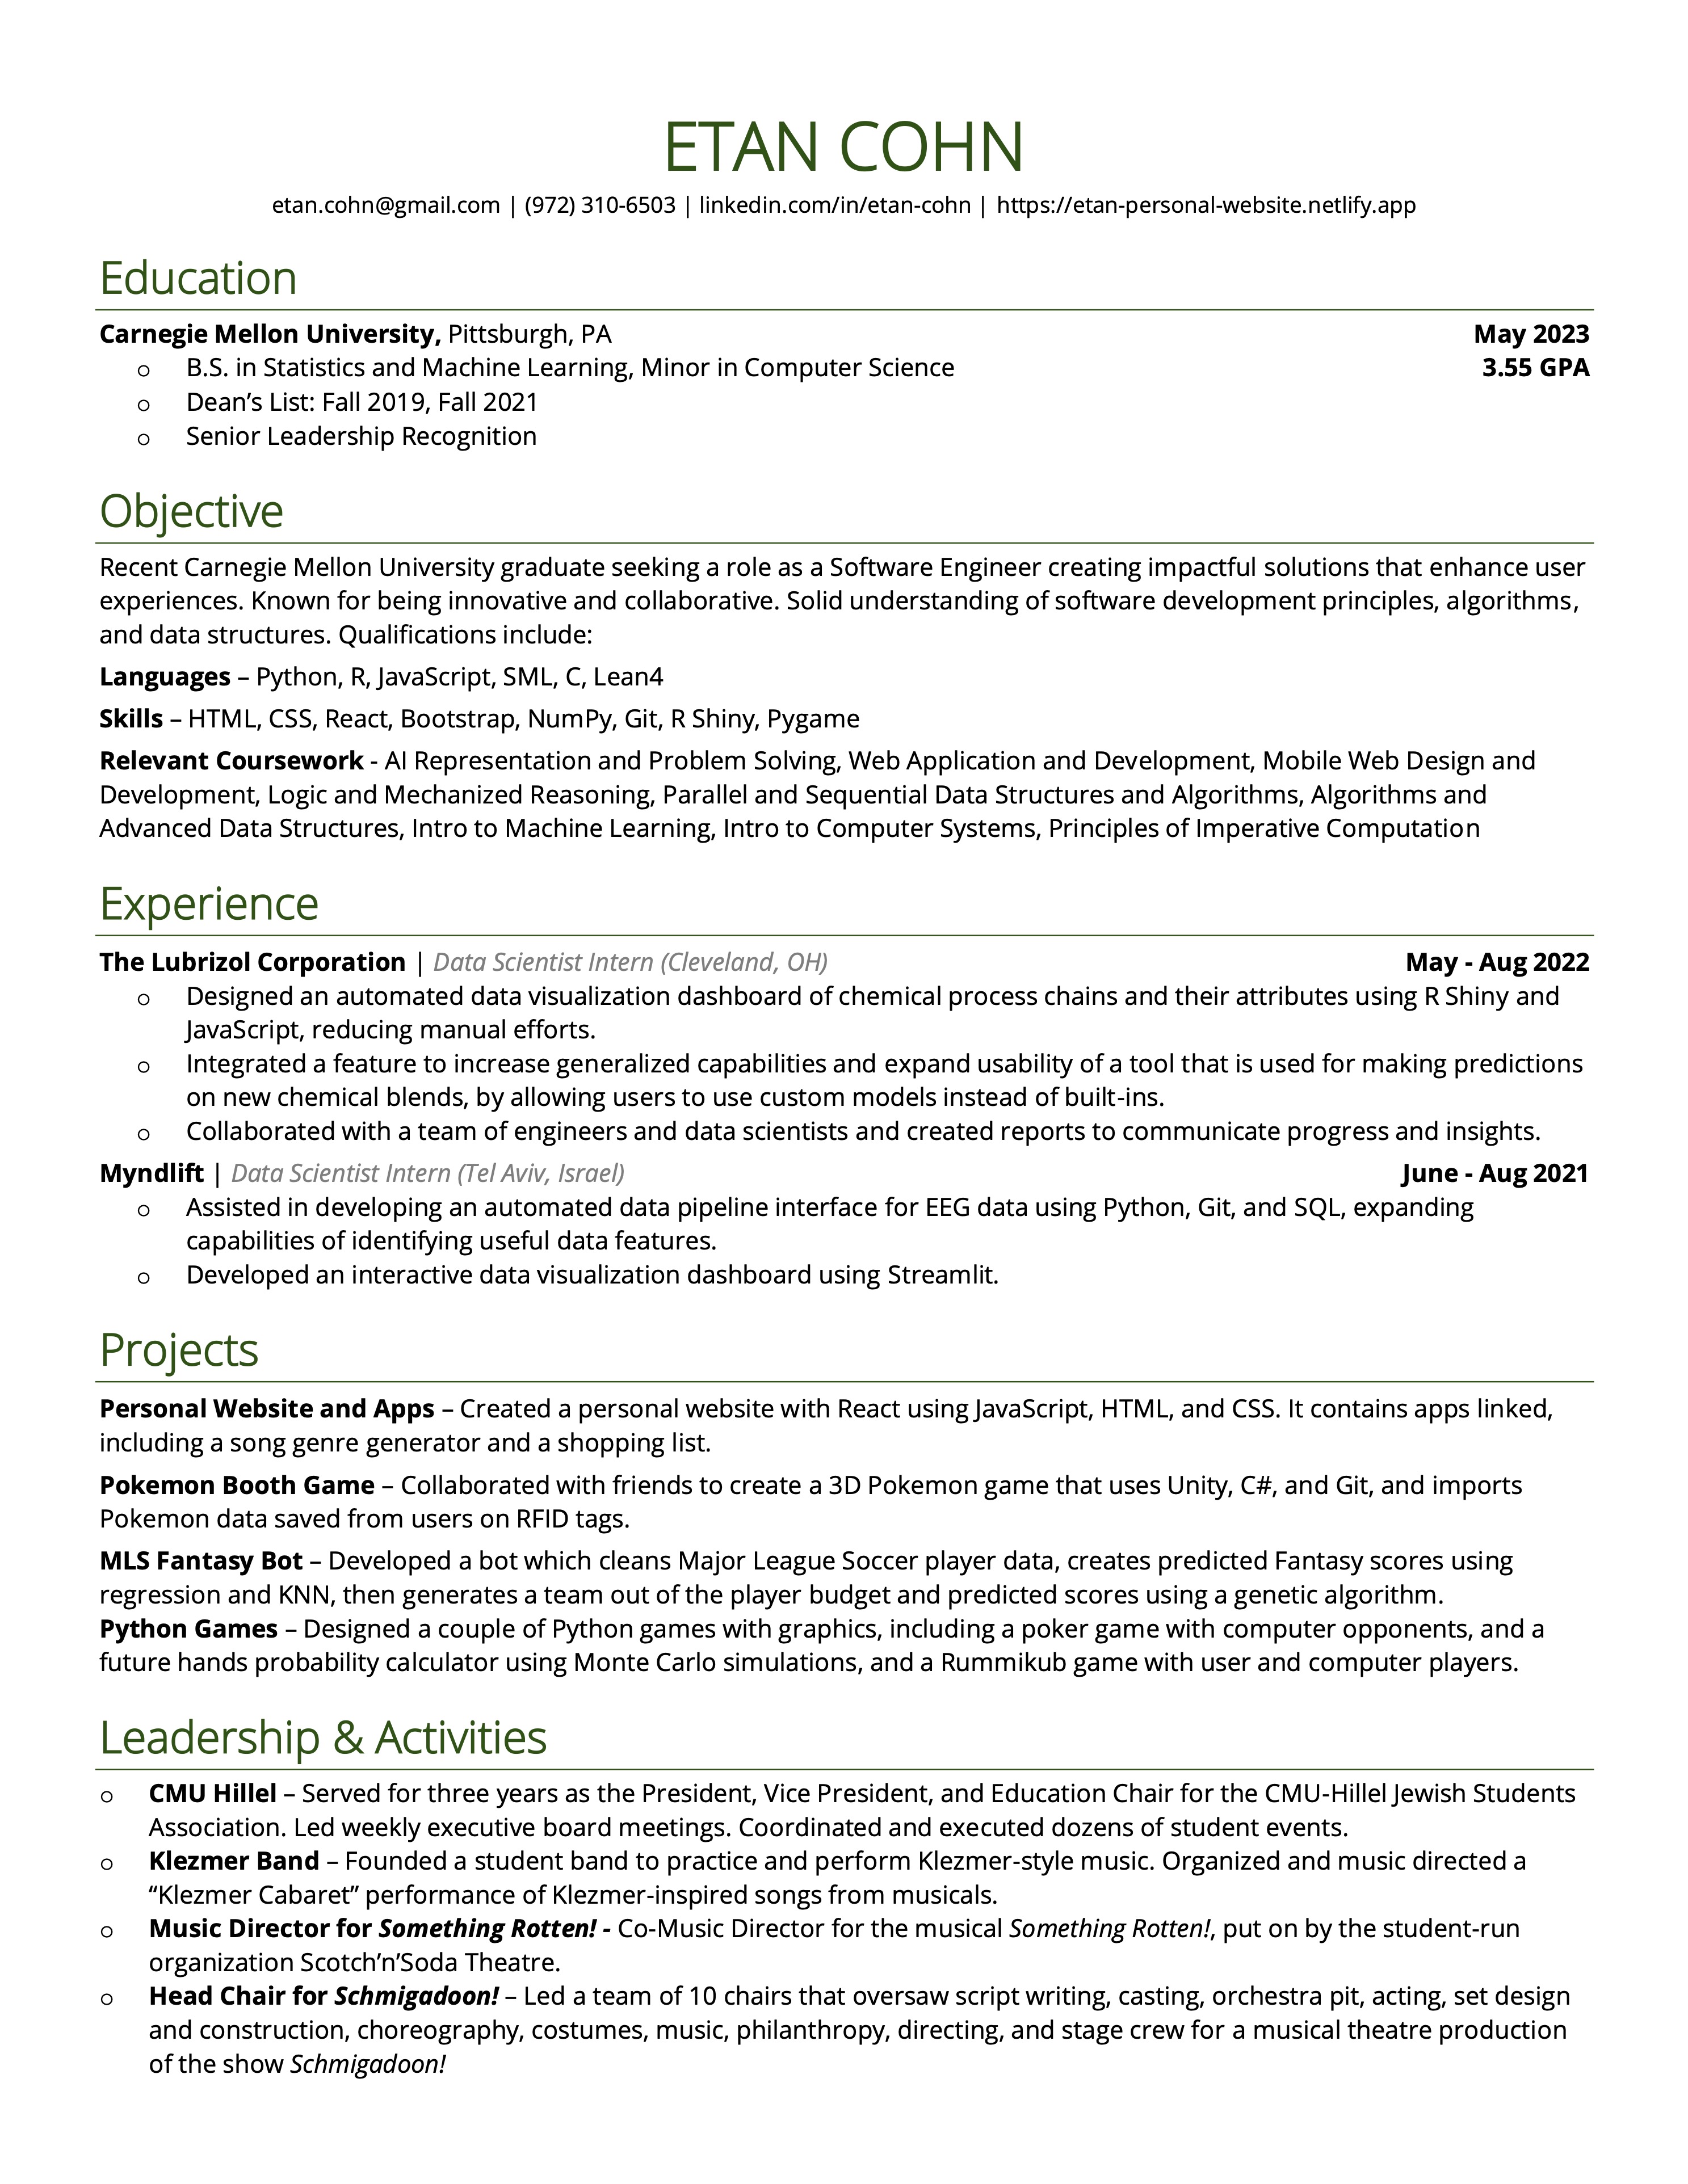 ETAN COHN
etan.cohn@gmail.com | (972) 310-6503 | linkedin.com/in/etan-cohn | https://etan-personal-website.netlify.app
Education
Carnegie Mellon University, Pittsburgh, PA May 2023
○ B.S. in Statistics and Machine Learning, Minor in Computer Science 3.55 GPA
○ Dean’s List: Fall 2019, Fall 2021
○ Senior Leadership Recognition
Objective
Recent Carnegie Mellon University graduate seeking a role as a Software Engineer creating impactful solutions that enhance user
experiences. Known for being innovative and collaborative. Solid understanding of software development principles, algorithms,
and data structures. Qualifications include:
Languages – Python, R, JavaScript, SML, C, Lean4
Skills – HTML, CSS, React, Bootstrap, NumPy, Git, R Shiny, Pygame
Relevant Coursework - AI Representation and Problem Solving, Web Application and Development, Mobile Web Design and
Development, Logic and Mechanized Reasoning, Parallel and Sequential Data Structures and Algorithms, Algorithms and
Advanced Data Structures, Intro to Machine Learning, Intro to Computer Systems, Principles of Imperative Computation
Experience
The Lubrizol Corporation | Data Scientist Intern (Cleveland, OH) May - Aug 2022
○ Designed an automated data visualization dashboard of chemical process chains and their attributes using R Shiny and
JavaScript, reducing manual efforts.
○ Integrated a feature to increase generalized capabilities and expand usability of a tool that is used for making predictions
on new chemical blends, by allowing users to use custom models instead of built-ins.
○ Collaborated with a team of engineers and data scientists and created reports to communicate progress and insights.
Myndlift | Data Scientist Intern (Tel Aviv, Israel) June - Aug 2021
○ Assisted in developing an automated data pipeline interface for EEG data using Python, Git, and SQL, expanding
capabilities of identifying useful data features.
○ Developed an interactive data visualization dashboard using Streamlit.
Projects
Personal Website and Apps – Created a personal website with React using JavaScript, HTML, and CSS. It contains apps linked,
including a song genre generator and a shopping list.
Pokemon Booth Game – Collaborated with friends to create a 3D Pokemon game that uses Unity, C#, and Git, and imports
Pokemon data saved from users on RFID tags.
MLS Fantasy Bot – Developed a bot which cleans Major League Soccer player data, creates predicted Fantasy scores using
regression and KNN, then generates a team out of the player budget and predicted scores using a genetic algorithm.
Python Games – Designed a couple of Python games with graphics, including a poker game with computer opponents, and a
future hands probability calculator using Monte Carlo simulations, and a Rummikub game with user and computer players.
Leadership & Activities
○ CMU Hillel – Served for three years as the President, Vice President, and Education Chair for the CMU-Hillel Jewish Students
Association. Led weekly executive board meetings. Coordinated and executed dozens of student events.
○ Klezmer Band – Founded a student band to practice and perform Klezmer-style music. Organized and music directed a
“Klezmer Cabaret” performance of Klezmer-inspired songs from musicals.
○ Music Director for Something Rotten! - Co-Music Director for the musical Something Rotten!, put on by the student-run
organization Scotch’n’Soda Theatre.
○ Head Chair for Schmigadoon! – Led a team of 10 chairs that oversaw script writing, casting, orchestra pit, acting, set design
and construction, choreography, costumes, music, philanthropy, directing, and stage crew for a musical theatre production
of the show Schmigadoon!